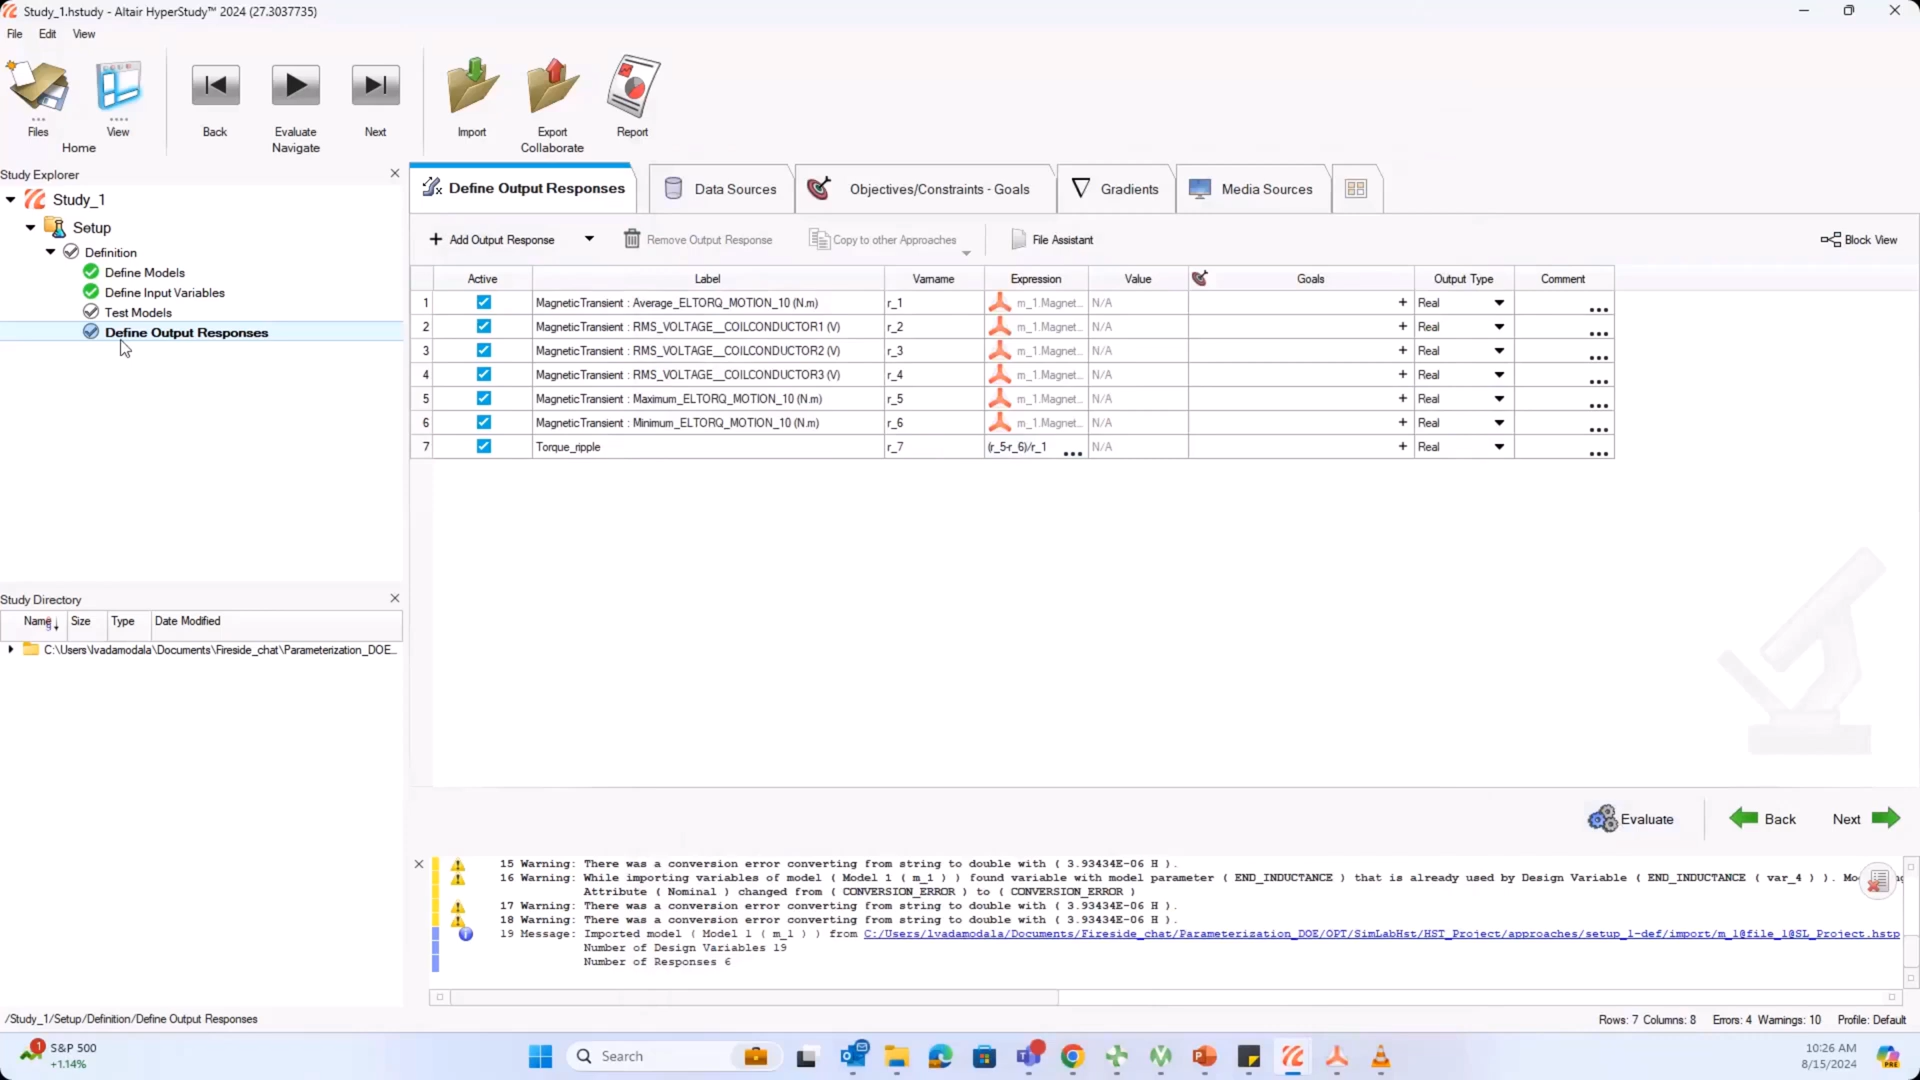 Study_1.hstudy - Altair HyperStudy™ 2024 (27.3037735)
File Edit View
Files View Back Evaluate Next Import Export Report
Home Navigate Collaborate
Study Explorer
Study_1
Setup
Definition
Define Models
Define Input Variables
Test Models
Define Output Responses
Study Directory
Name Size Type Date Modified
C:\Users\lvadamodala\Documents\Fireside_chat\Parameterization_DOE...
Define Output Responses Data Sources Objectives/Constraints - Goals Gradients Media Sources
+ Add Output Response Remove Output Response Copy to other Approaches File Assistant Block View
Active Label Varname Expression Value Goals Output Type Comment
1 MagneticTransient : Average_ELTORQ_MOTION_10 (N.m) r_1 m_1.Magnet... N/A + Real ...
2 MagneticTransient : RMS_VOLTAGE__COILCONDUCTOR1 (V) r_2 m_1.Magnet... N/A + Real ...
3 MagneticTransient : RMS_VOLTAGE__COILCONDUCTOR2 (V) r_3 m_1.Magnet... N/A + Real ...
4 MagneticTransient : RMS_VOLTAGE__COILCONDUCTOR3 (V) r_4 m_1.Magnet... N/A + Real ...
5 MagneticTransient : Maximum_ELTORQ_MOTION_10 (N.m) r_5 m_1.Magnet... N/A + Real ...
6 MagneticTransient : Minimum_ELTORQ_MOTION_10 (N.m) r_6 m_1.Magnet... N/A + Real ...
7 Torque_ripple r_7 (r_5-r_6)/r_1 ... N/A + Real ...
Evaluate Back Next
15 Warning: There was a conversion error converting from string to double with ( 3.93434E-06 H ).
16 Warning: While importing variables of model ( Model 1 ( m_1 ) ) found variable with model parameter ( END_INDUCTANCE ) that is already used by Design Variable ( END_INDUCTANCE ( var_4 ) ).
Attribute ( Nominal ) changed from ( CONVERSION_ERROR ) to ( CONVERSION_ERROR )
17 Warning: There was a conversion error converting from string to double with ( 3.93434E-06 H ).
18 Warning: There was a conversion error converting from string to double with ( 3.93434E-06 H ).
19 Message: Imported model ( Model 1 ( m_1 ) ) from C:/Users/lvadamodala/Documents/Fireside_chat/Parameterization_DOE/OPT/SimLabHst/HST_Project/approaches/setup_1-def/import/m_1@file_1@SL_Project.hstp
Number of Design Variables 19
Number of Responses 6
/Study_1/Setup/Definition/Define Output Responses
Rows: 7 Columns: 8 Errors: 4 Warnings: 10 Profile: Default
1 S&P 500
+1.14%
Search
10:26 AM
8/15/2024
PRE